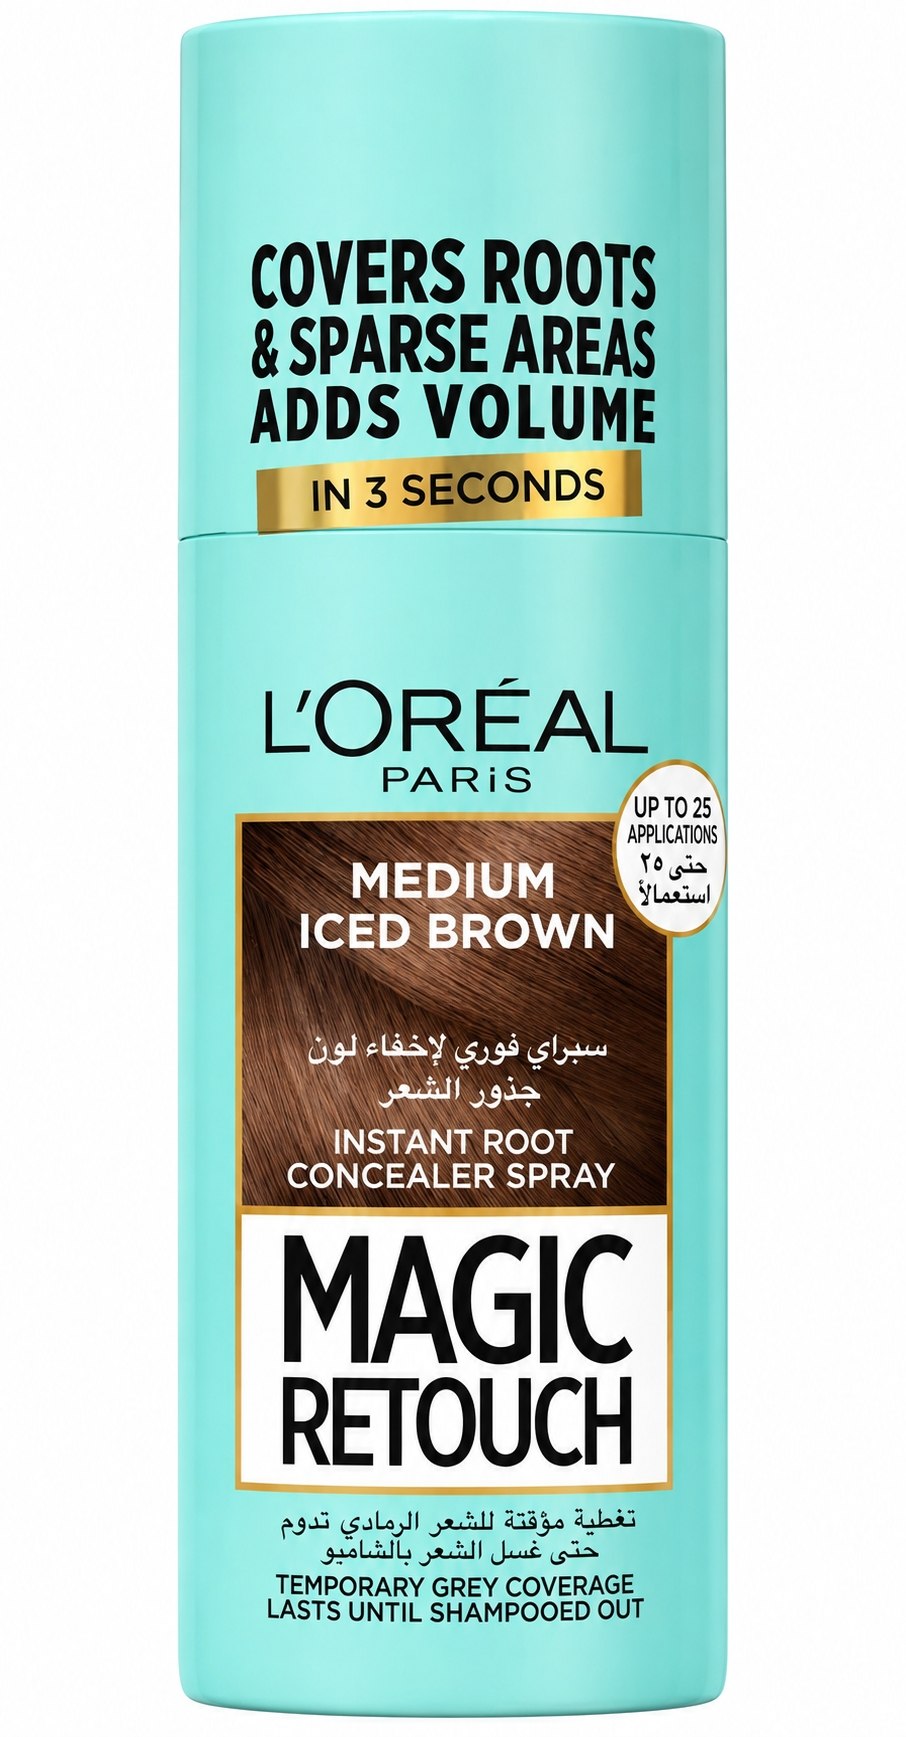 COVERS ROOTS
& SPARSE AREAS
ADDS VOLUME
IN 3 SECONDS
L'ORÉAL
PARiS
UP TO 25
APPLICATIONS
حتى ٢٥
استعمالاً
MEDIUM
ICED BROWN
سبراي فوري لإخفاء لون
جذور الشعر
INSTANT ROOT
CONCEALER SPRAY
MAGIC
RETOUCH
تغطية مؤقتة للشعر الرمادي تدوم
حتى غسل الشعر بالشامبو
TEMPORARY GREY COVERAGE
LASTS UNTIL SHAMPOOED OUT